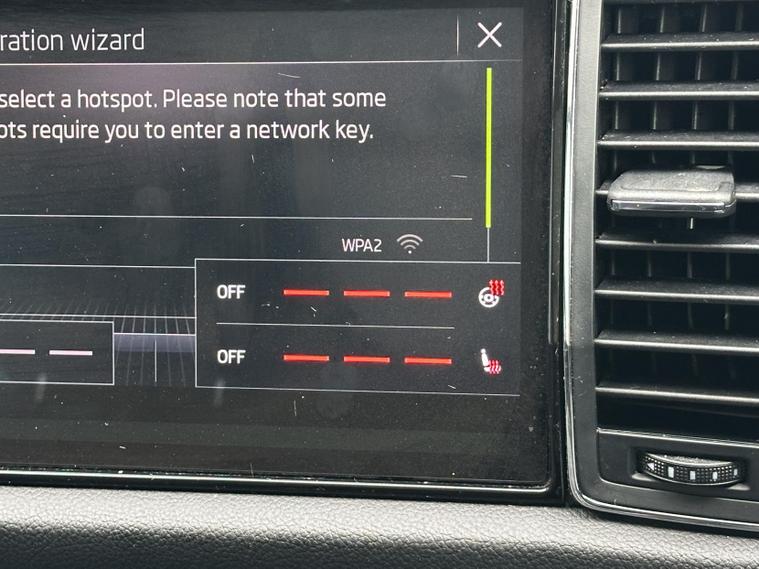 ration wizard
select a hotspot. Please note that some
ots require you to enter a network key.
WPA2
OFF
OFF